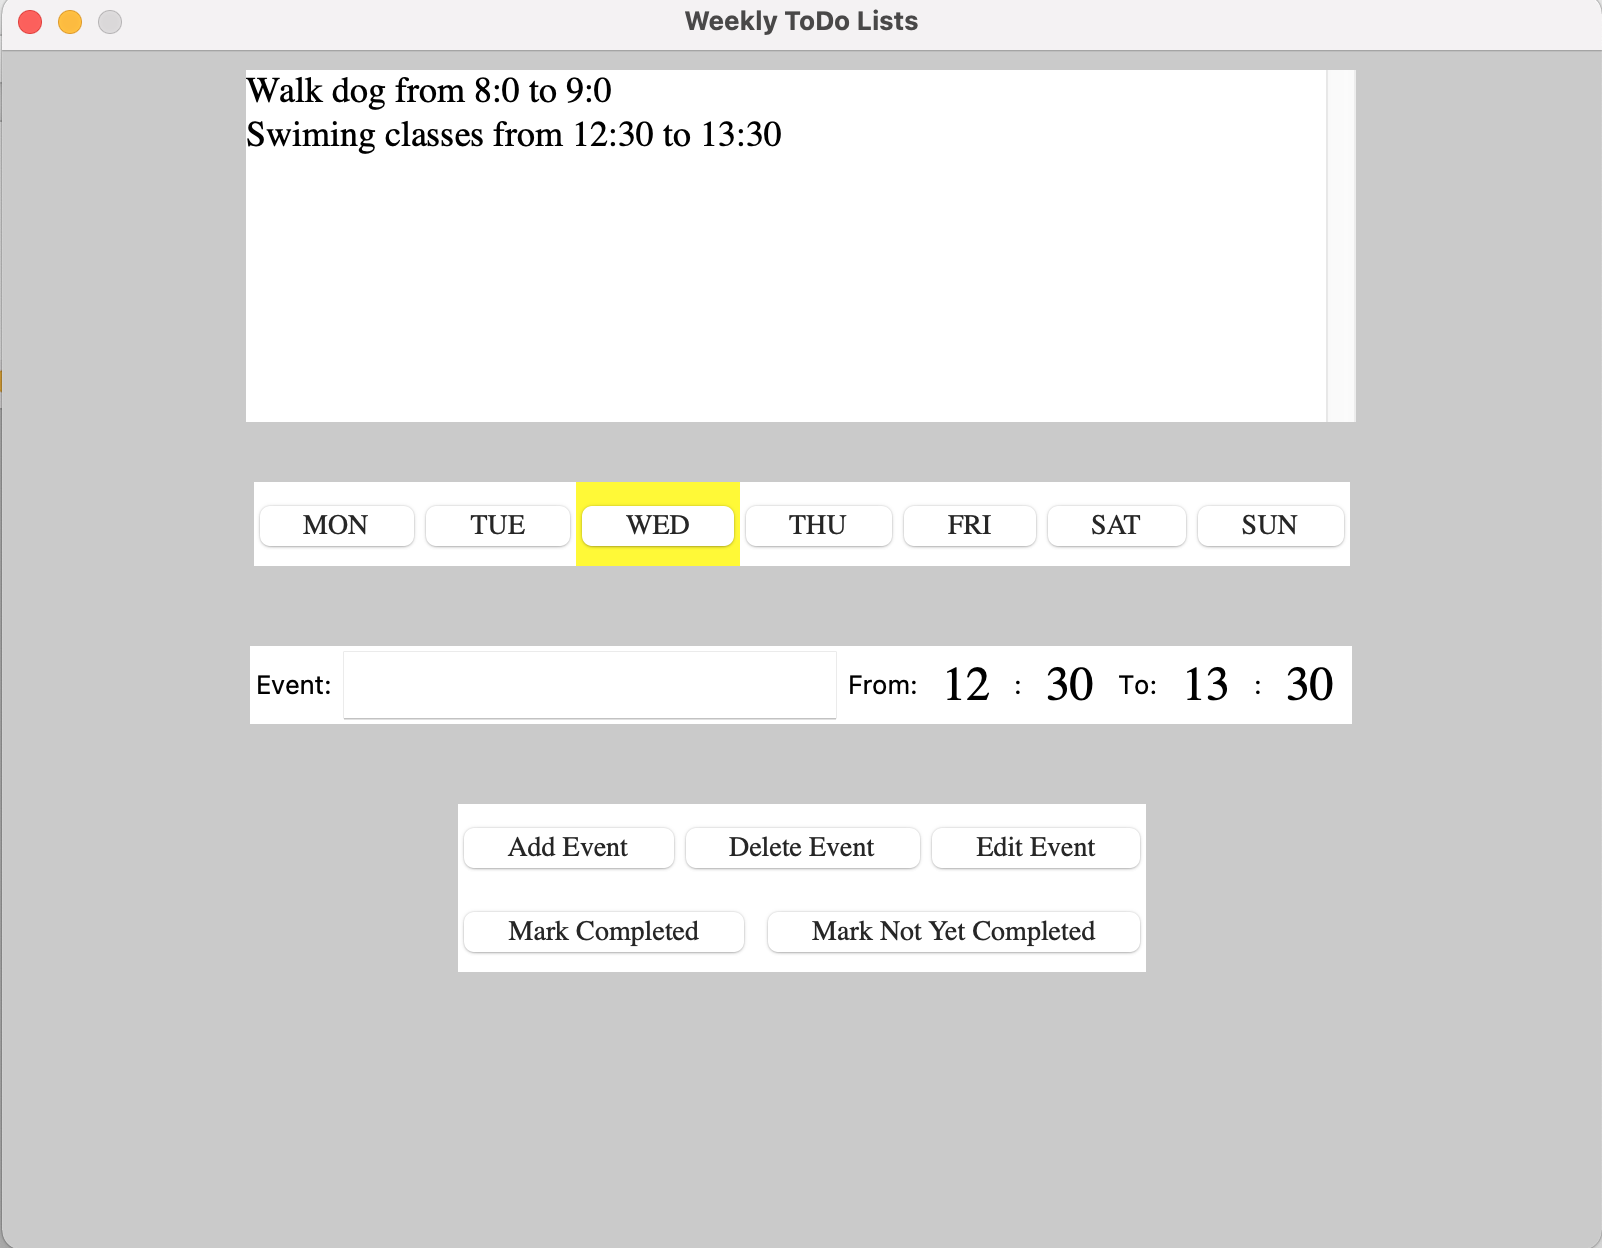 Weekly ToDo Lists
Walk dog from 8:0 to 9:0
Swiming classes from 12:30 to 13:30
MON TUE WED THU FRI SAT SUN
Event: From: 12 : 30 To: 13 : 30
Add Event Delete Event Edit Event
Mark Completed Mark Not Yet Completed